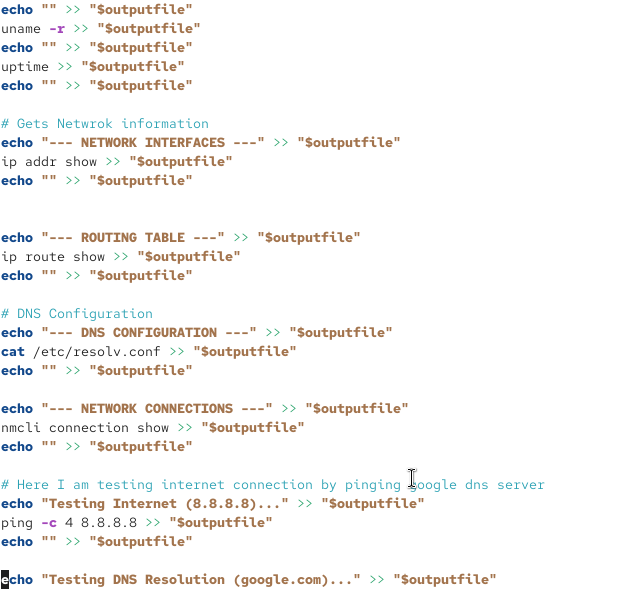 echo "" >> "$outputfile"
uname -r >> "$outputfile"
echo "" >> "$outputfile"
uptime >> "$outputfile"
echo "" >> "$outputfile"
# Gets Netwrok information
echo "--- NETWORK INTERFACES ---" >> "$outputfile"
ip addr show >> "$outputfile"
echo "" >> "$outputfile"
echo "--- ROUTING TABLE ---" >> "$outputfile"
ip route show >> "$outputfile"
echo "" >> "$outputfile"
# DNS Configuration
echo "--- DNS CONFIGURATION ---" >> "$outputfile"
cat /etc/resolv.conf >> "$outputfile"
echo "" >> "$outputfile"
echo "--- NETWORK CONNECTIONS ---" >> "$outputfile"
nmcli connection show >> "$outputfile"
echo "" >> "$outputfile"
# Here I am testing internet connection by pinging google dns server
echo "Testing Internet (8.8.8.8)..." >> "$outputfile"
ping -c 4 8.8.8.8 >> "$outputfile"
echo "" >> "$outputfile"
echo "Testing DNS Resolution (google.com)..." >> "$outputfile"